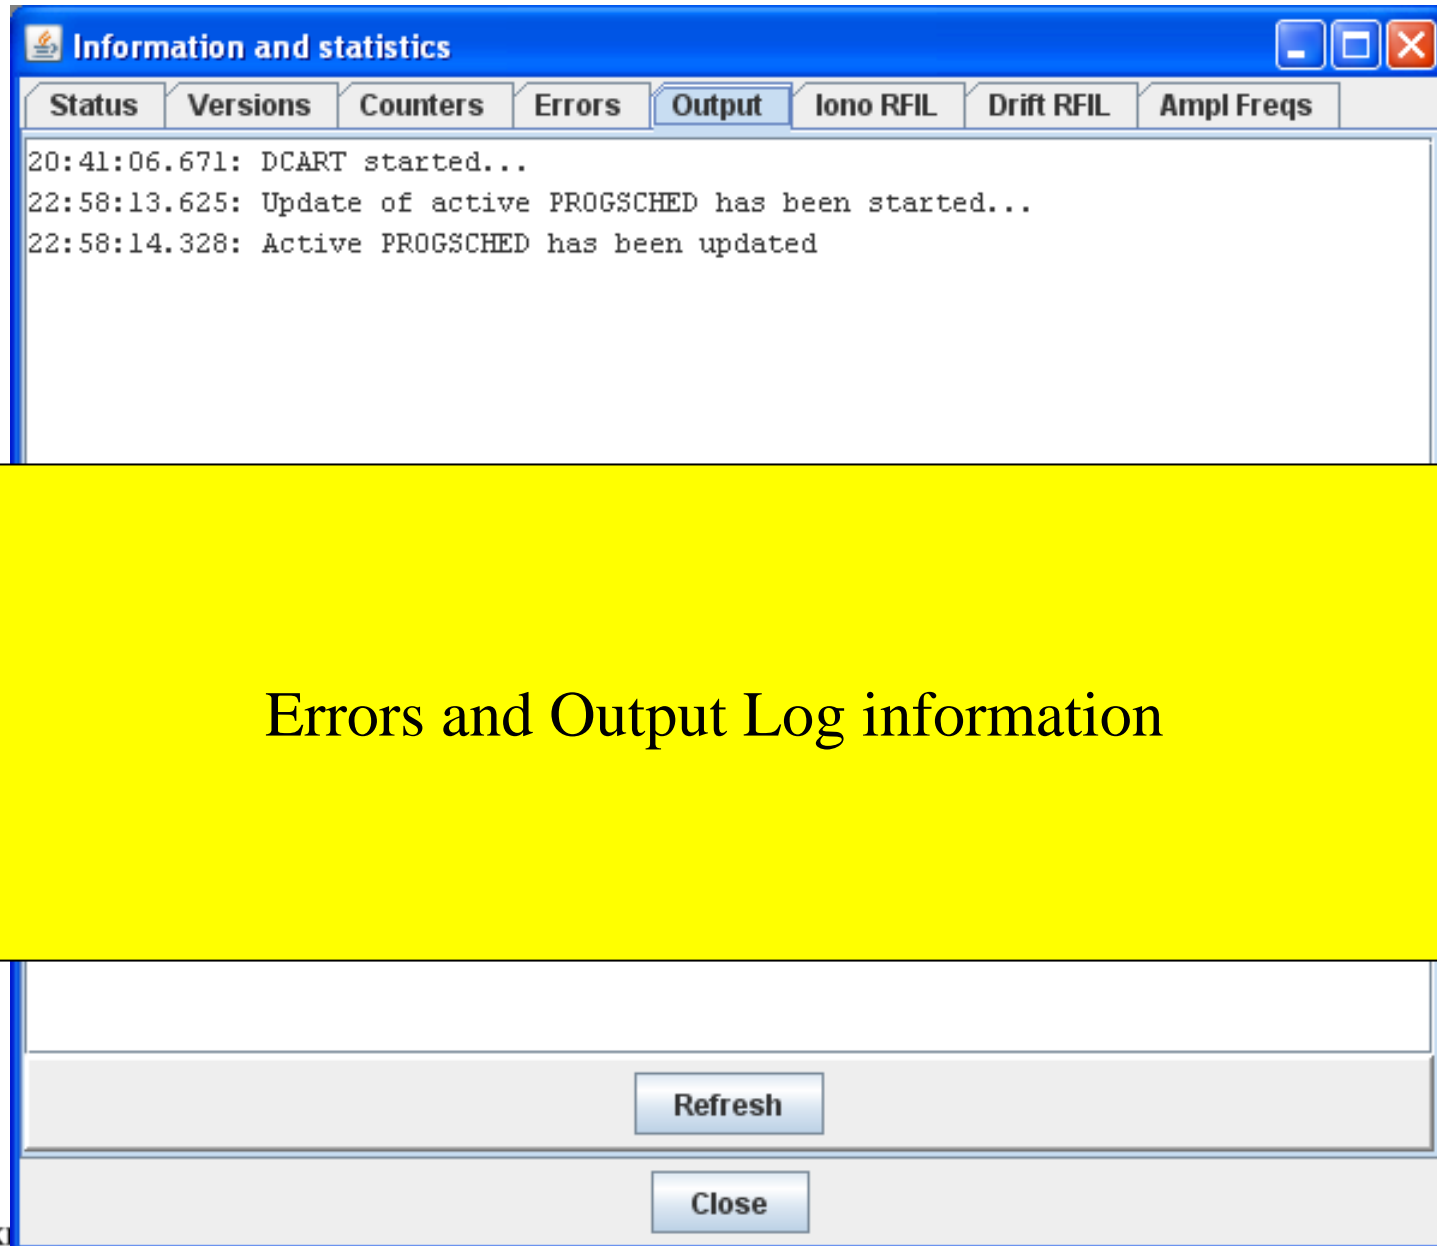 Information and statistics
Status Versions Counters Errors Output Iono RFIL Drift RFIL Ampl Freqs
20:41:06.671: DCART started...
22:58:13.625: Update of active PROGSCHED has been started...
22:58:14.328: Active PROGSCHED has been updated
Errors and Output Log information
Refresh
Close